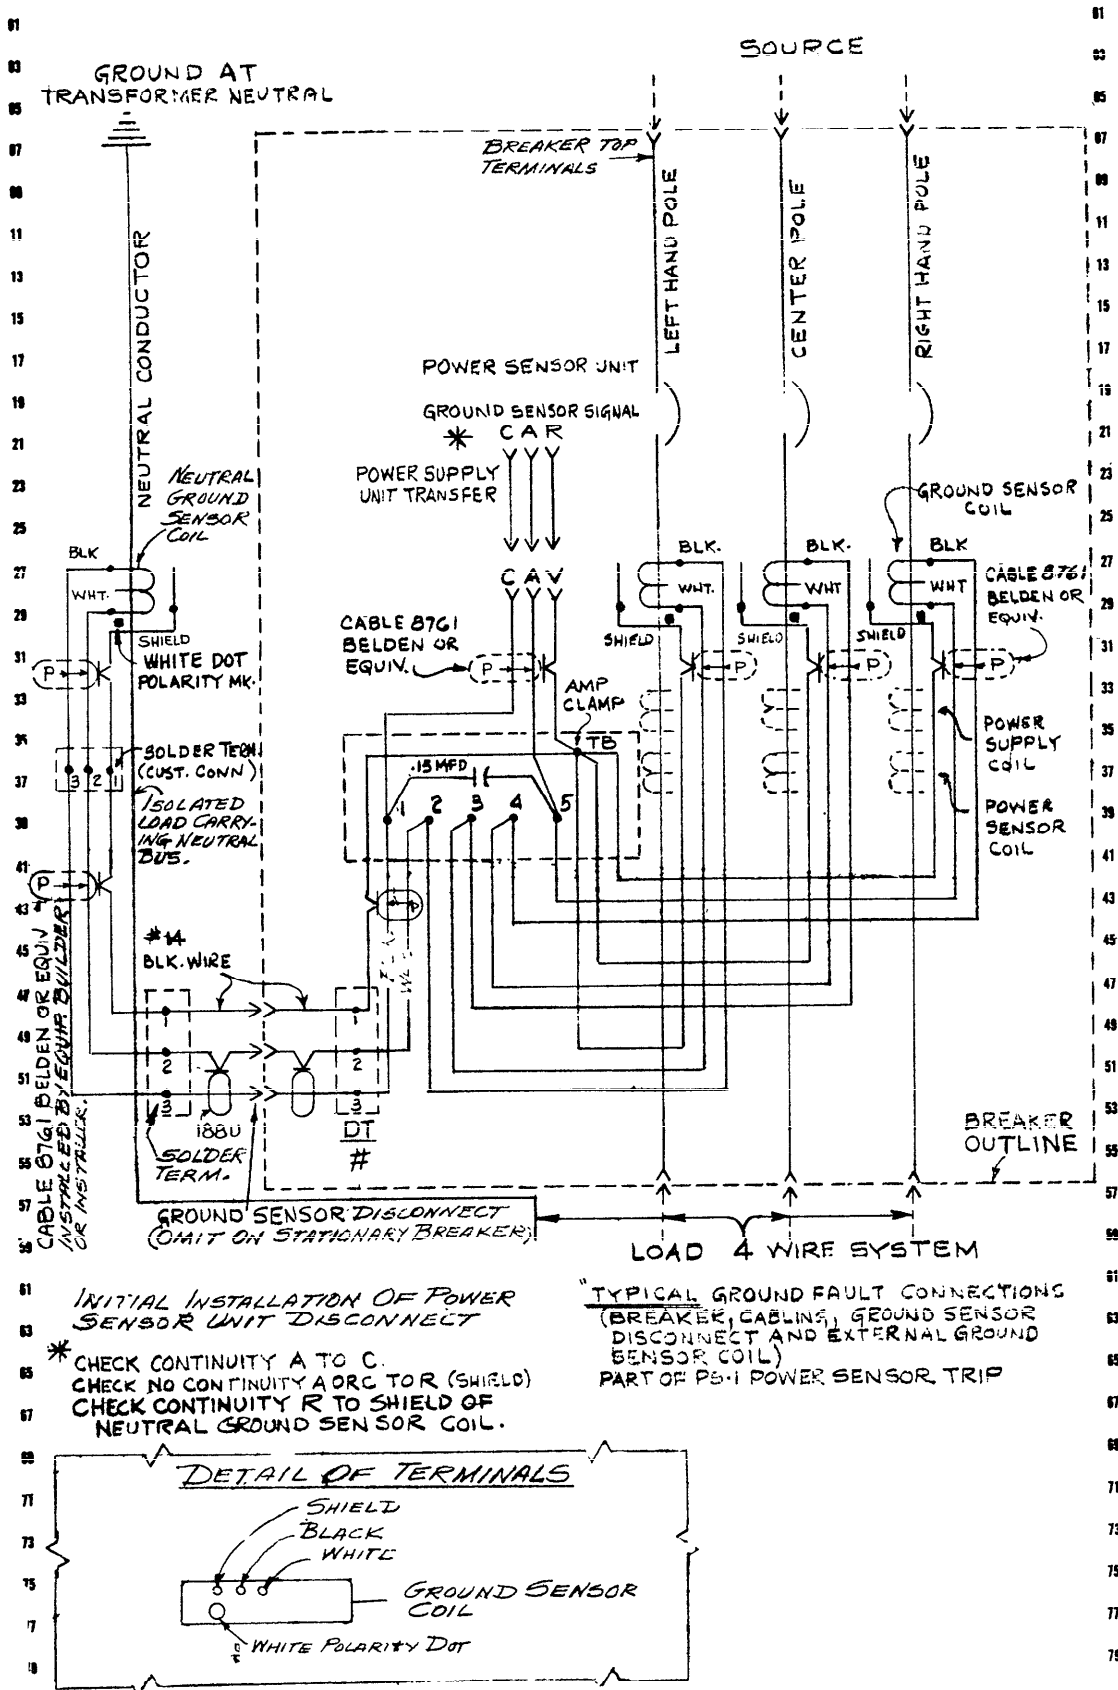 SOURCE
GROUND AT
TRANSFORMER NEUTRAL
BREAKER TOP
TERMINALS
LEFT HAND POLE
CENTER POLE
RIGHT HAND POLE
NEUTRAL CONDUCTOR
POWER SENSOR UNIT
GROUND SENSOR SIGNAL
* C A R
POWER SUPPLY
UNIT TRANSFER
C A V
NEUTRAL
GROUND
SENSOR
COIL
BLK
WHT.
SHIELD
WHITE DOT
POLARITY MK.
P
GROUND SENSOR
COIL
BLK.
WHT.
SHIELD
BLK.
WHT
SHIELD
BLK
WHT
SHIELD
CABLE 8761
BELDEN OR
EQUIV.
P
P
P
P
CABLE 8761
BELDEN OR
EQUIV.
AMP
CLAMP
TB
.15 MFD
1 2 3 4 5
POWER
SUPPLY
COIL
POWER
SENSOR
COIL
SOLDER TERM.
(CUST. CONN)
3 2 1
ISOLATED
LOAD CARRY-
ING NEUTRAL
BUS.
P
P
CABLE 8761 BELDEN OR EQUIV
INSTALLED BY EQUIP. BUILDER
OR INSTALLER.
#14
BLK. WIRE
1
2
3
1
2
3
188U
SOLDER
TERM.
DT
#
BREAKER
OUTLINE
GROUND SENSOR DISCONNECT
(OMIT ON STATIONARY BREAKER)
LOAD 4 WIRE SYSTEM
INITIAL INSTALLATION OF POWER
SENSOR UNIT DISCONNECT
* CHECK CONTINUITY A TO C.
CHECK NO CONTINUITY A OR C TO R (SHIELD)
CHECK CONTINUITY R TO SHIELD OF
NEUTRAL GROUND SENSOR COIL.
"TYPICAL GROUND FAULT CONNECTIONS
(BREAKER, CABLING, GROUND SENSOR
DISCONNECT AND EXTERNAL GROUND
SENSOR COIL)
PART OF PS-1 POWER SENSOR TRIP
DETAIL OF TERMINALS
SHIELD
BLACK
WHITE
GROUND SENSOR
COIL
WHITE POLARITY DOT